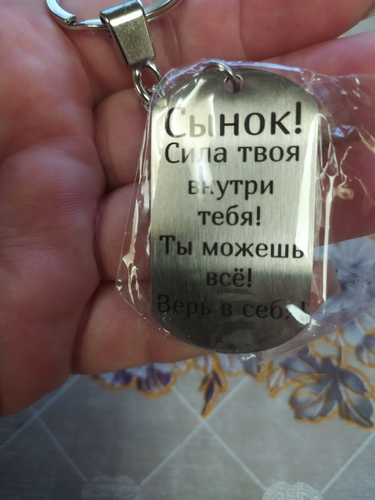 Сынок!
Сила твоя
внутри
тебя!
Ты можешь
всё!
Верь в себя!